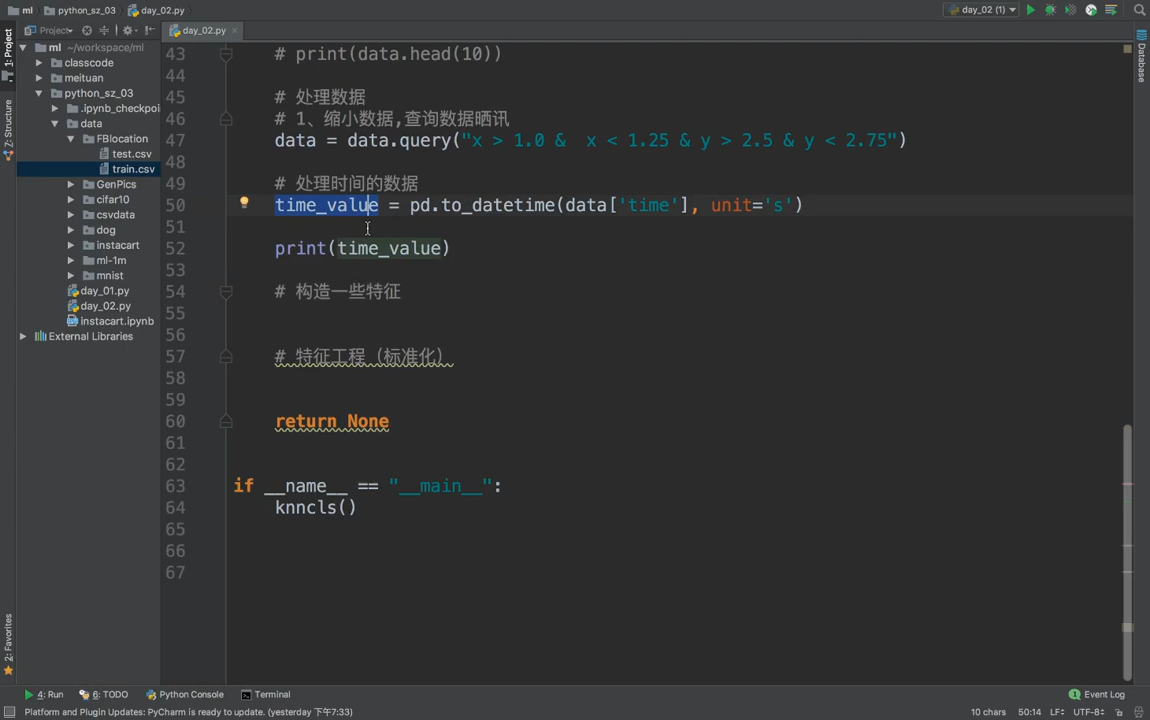 ml python_sz_03 day_02.py
day_02 (1)
Project
day_02.py
1: Project
Z: Structure
2: Favorites
Database
ml ~/workspace/ml
classcode
meituan
python_sz_03
.ipynb_checkpoi
data
FBlocation
test.csv
train.csv
GenPics
cifar10
csvdata
dog
instacart
ml-1m
mnist
day_01.py
day_02.py
instacart.ipynb
External Libraries
43 # print(data.head(10))
44
45 # 处理数据
46 # 1、缩小数据,查询数据晒讯
47 data = data.query("x > 1.0 &  x < 1.25 & y > 2.5 & y < 2.75")
48
49 # 处理时间的数据
50 time_value = pd.to_datetime(data['time'], unit='s')
51
52 print(time_value)
53
54 # 构造一些特征
55
56
57 # 特征工程（标准化）
58
59
60 return None
61
62
63 if __name__ == "__main__":
64 knncls()
65
66
67
4: Run 6: TODO Python Console Terminal
1 Event Log
Platform and Plugin Updates: PyCharm is ready to update. (yesterday 下午7:33)
10 chars 50:14 LF÷ UTF-8÷